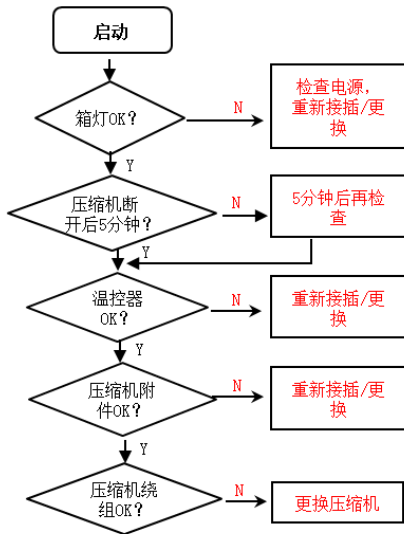 启动
箱灯OK？
N
检查电源，
重新接插/更
换
Y
压缩机断
开后5分钟？
N
5分钟后再检
查
Y
温控器
OK？
N
重新接插/更
换
Y
压缩机附
件OK？
N
重新接插/更
换
Y
压缩机绕
组OK？
N
更换压缩机